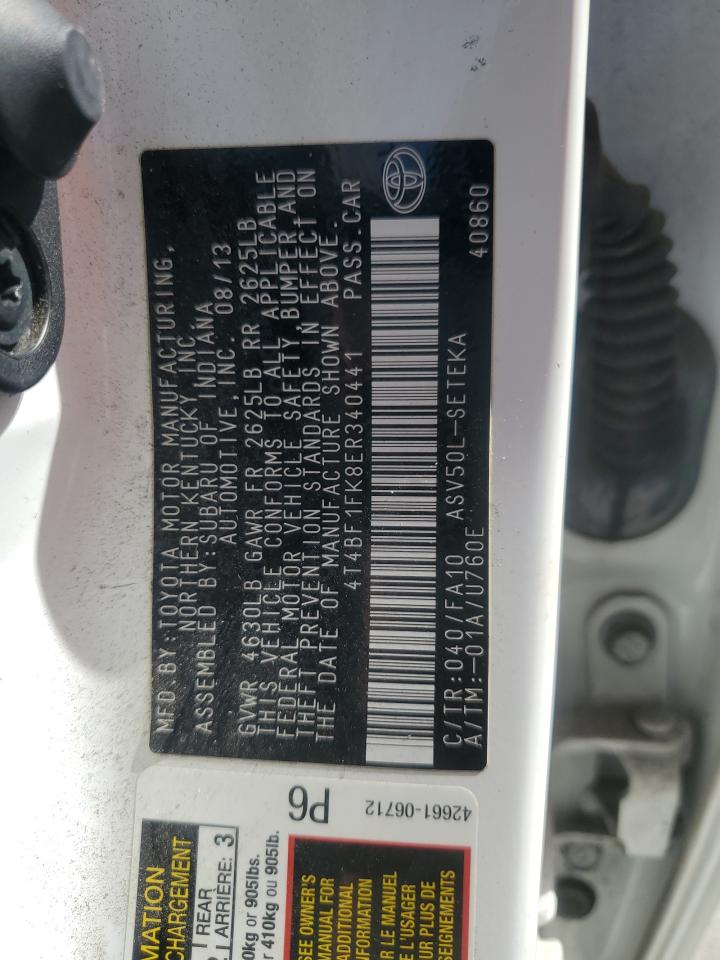 MFD BY:TOYOTA MOTOR MANUFACTURING,
NORTHERN KENTUCKY INC
ASSEMBLED BY:SUBARU OF INDIANA
AUTOMOTIVE,INC. 08/13
GVWR 4630LB GAWR FR 2625LB RR 2625LB
THIS VEHICLE CONFORMS TO ALL APPLICABLE
FEDERAL MOTOR VEHICLE SAFETY,BUMPER,AND
THEFT PREVENTION STANDARDS IN EFFECT ON
THE DATE OF MANUFACTURE SHOWN ABOVE.
4T4BF1FK8ER340441 PASS.CAR
C/TR:040/FA10 ASV50L-SETEKA
A/TM:-01A/U760E 40860
MATION
CHARGEMENT
REAR
ARRIÈRE: 3
0kg or 905lbs.
410kg ou 905lb.
P6
42661-06712
SEE OWNER'S
MANUAL FOR
ADDITIONAL
INFORMATION
LE MANUEL
L'USAGER
UR PLUS DE
SEIGNEMENTS